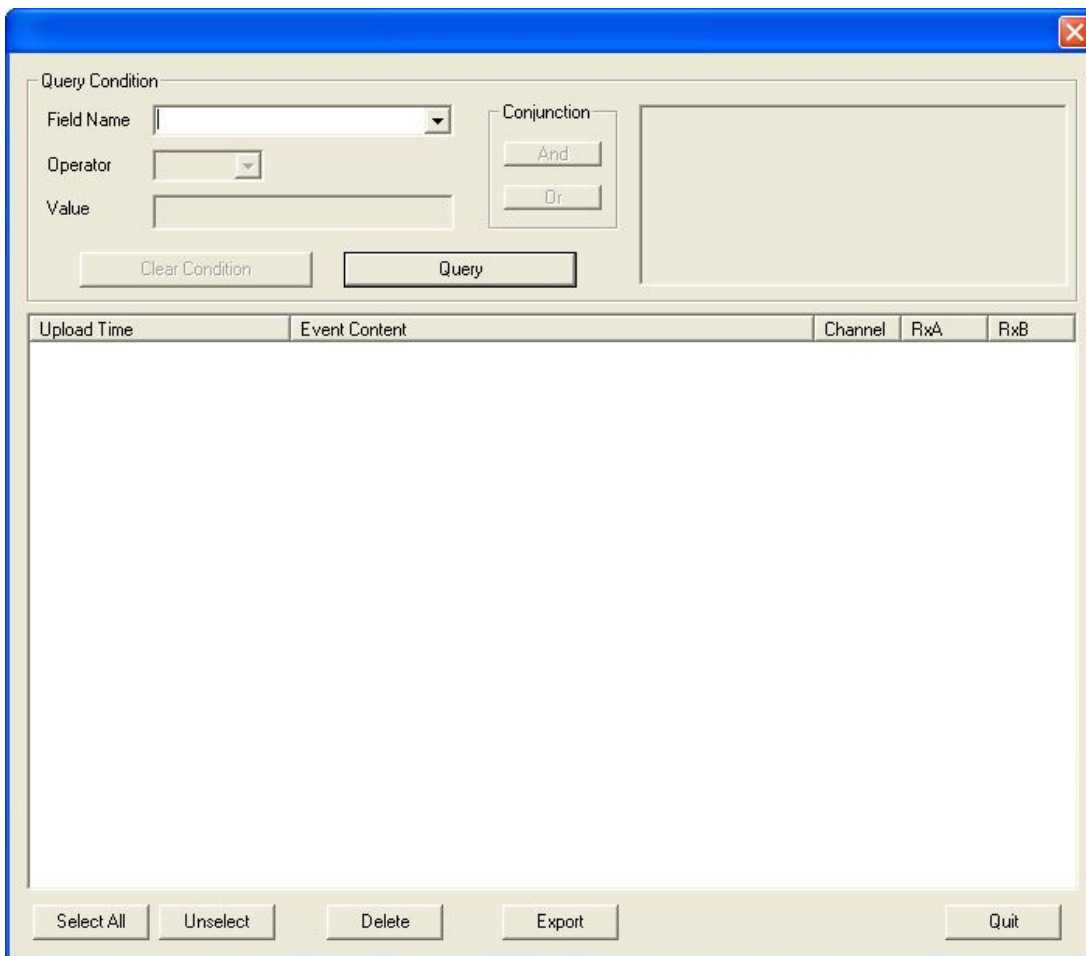 Query Condition
Field Name
Conjunction
And
Operator
Or
Value
Clear Condition Query
Upload Time Event Content Channel RxA RxB
Select All Unselect Delete Export Quit